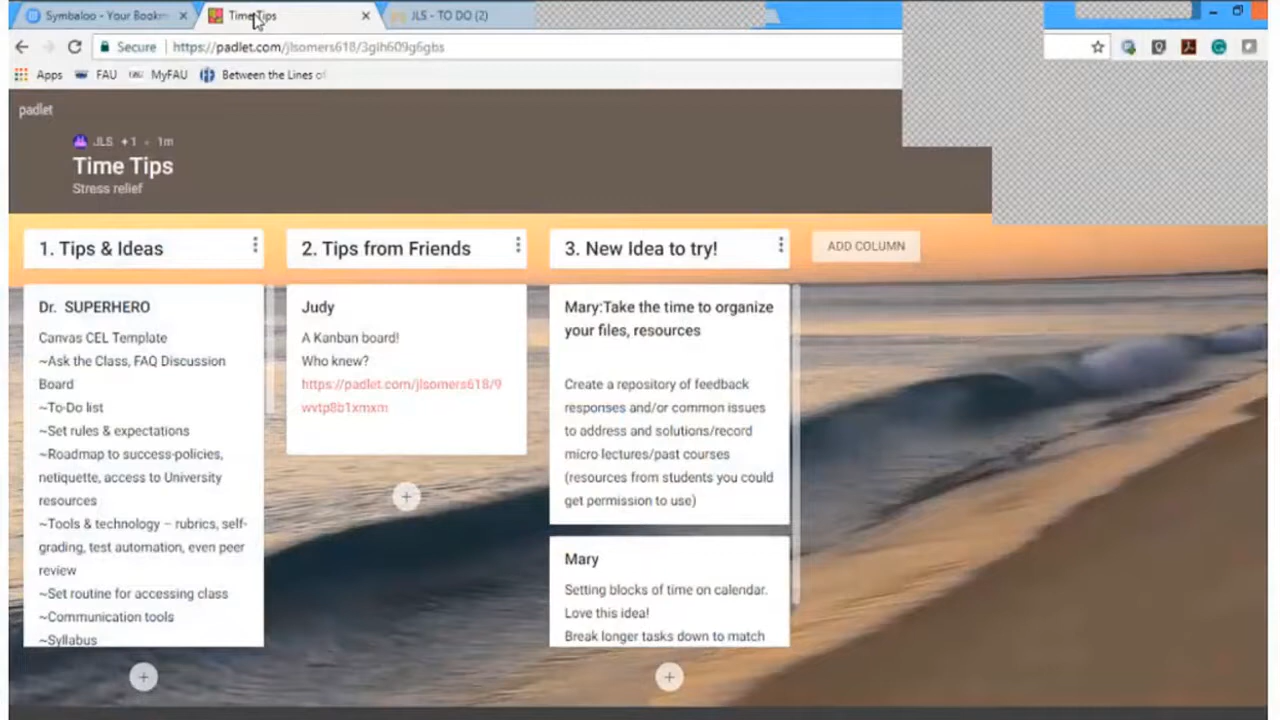 Symbaloo - Your Bookm
Time Tips
JLS - TO DO (2)
Secure
https://padlet.com/jlsomers618/3glh609g6gbs
Apps
FAU
MyFAU
Between the Lines of
padlet
JLS +1 • 1m
Time Tips
Stress relief
1. Tips & Ideas
Dr. SUPERHERO
Canvas CEL Template
~Ask the Class, FAQ Discussion
Board
~To-Do list
~Set rules & expectations
~Roadmap to success-policies,
netiquette, access to University
resources
~Tools & technology – rubrics, self-
grading, test automation, even peer
review
~Set routine for accessing class
~Communication tools
~Syllabus
2. Tips from Friends
Judy
A Kanban board!
Who knew?
https://padlet.com/jlsomers618/9
wvtp8b1xmxm
3. New Idea to try!
Mary:Take the time to organize
your files, resources
Create a repository of feedback
responses and/or common issues
to address and solutions/record
micro lectures/past courses
(resources from students you could
get permission to use)
Mary
Setting blocks of time on calendar.
Love this idea!
Break longer tasks down to match
ADD COLUMN